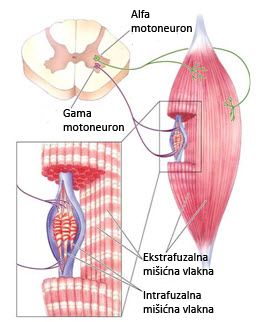 Alfa
motoneuron
Gama
motoneuron
Ekstrafuzalna
mišićna vlakna
Intrafuzalna
mišićna vlakna